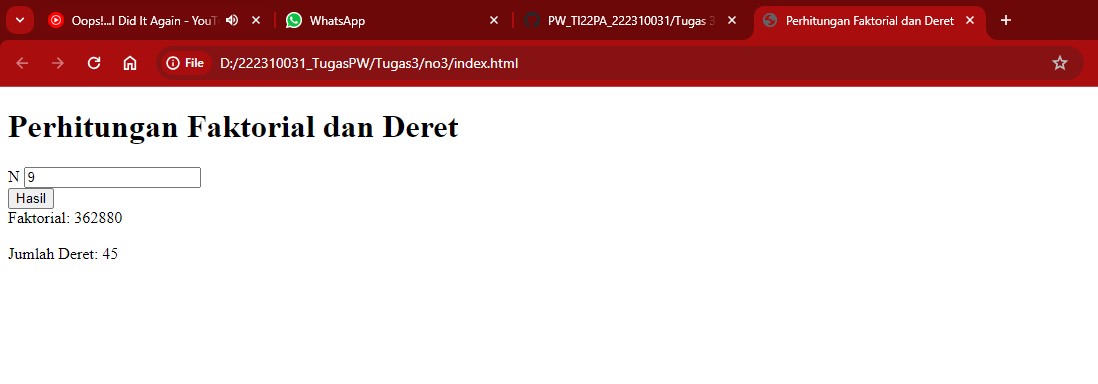 Oops!...I Did It Again - YouT
WhatsApp
PW_TI22PA_222310031/Tugas 3
Perhitungan Faktorial dan Deret
File D:/222310031_TugasPW/Tugas3/no3/index.html
Perhitungan Faktorial dan Deret
N 9
Hasil
Faktorial: 362880
Jumlah Deret: 45